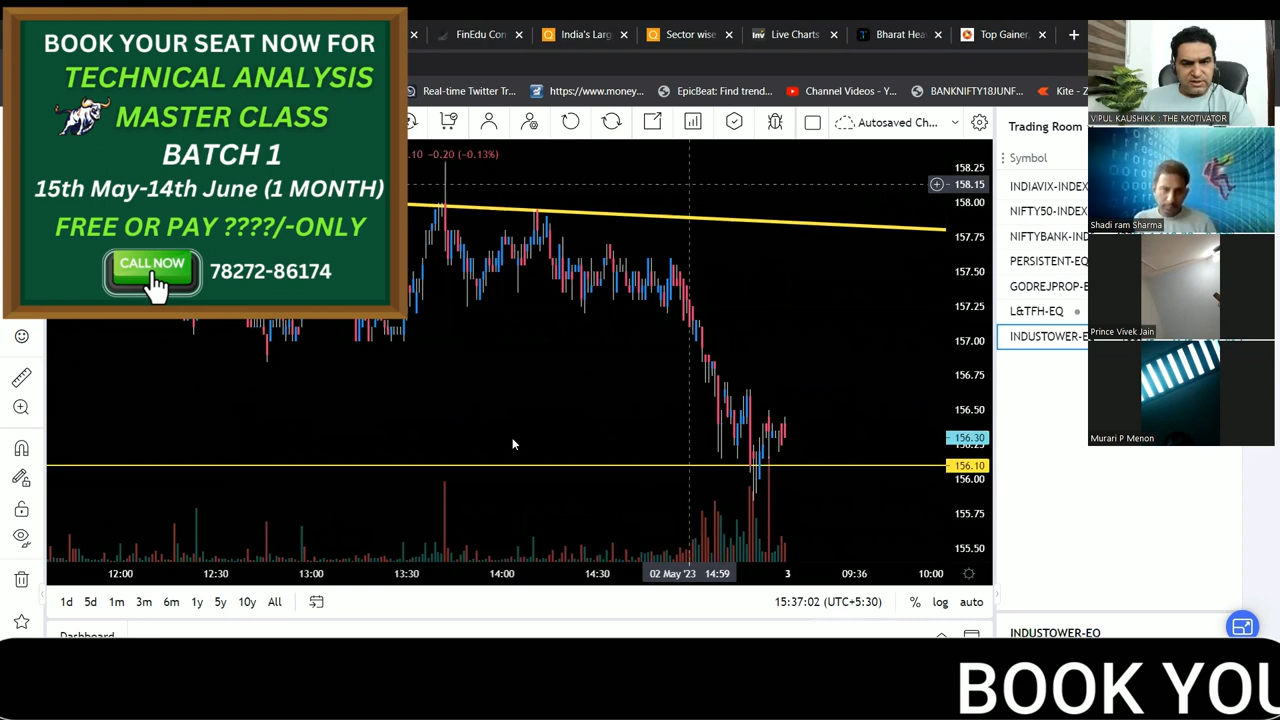 BOOK YOUR SEAT NOW FOR
TECHNICAL ANALYSIS
MASTER CLASS
BATCH 1
15th May-14th June (1 MONTH)
FREE OR PAY ????/-ONLY
CALL NOW
78272-86174
FinEdu Con
India's Larg
Sector wise
Live Charts
Bharat Hea
Top Gainer
Real-time Twitter Tr...
https://www.money...
EpicBeat: Find trend...
Channel Videos - Y...
BANKNIFTY18JUNF...
Kite - Z
Autosaved Ch...
.10 −0.20 (−0.13%)
158.25
158.15
158.00
157.75
157.50
157.25
157.00
156.75
156.50
156.30
156.10
156.00
155.75
155.50
12:00
12:30
13:00
13:30
14:00
14:30
02 May '23 14:59
3
09:36
10:00
1d
5d
1m
3m
6m
1y
5y
10y
All
15:37:02 (UTC+5:30)
%
log
auto
Dashboard
Trading Room
Symbol
INDIAVIX-INDEX
NIFTY50-INDEX
NIFTYBANK-IND
PERSISTENT-EQ
GODREJPROP-E
L&TFH-EQ
INDUSTOWER-E
INDUSTOWER-EQ
VIPUL KAUSHIKK : THE MOTIVATOR
Shadi ram Sharma
Prince Vivek Jain
Murari P Menon
BOOK YOU